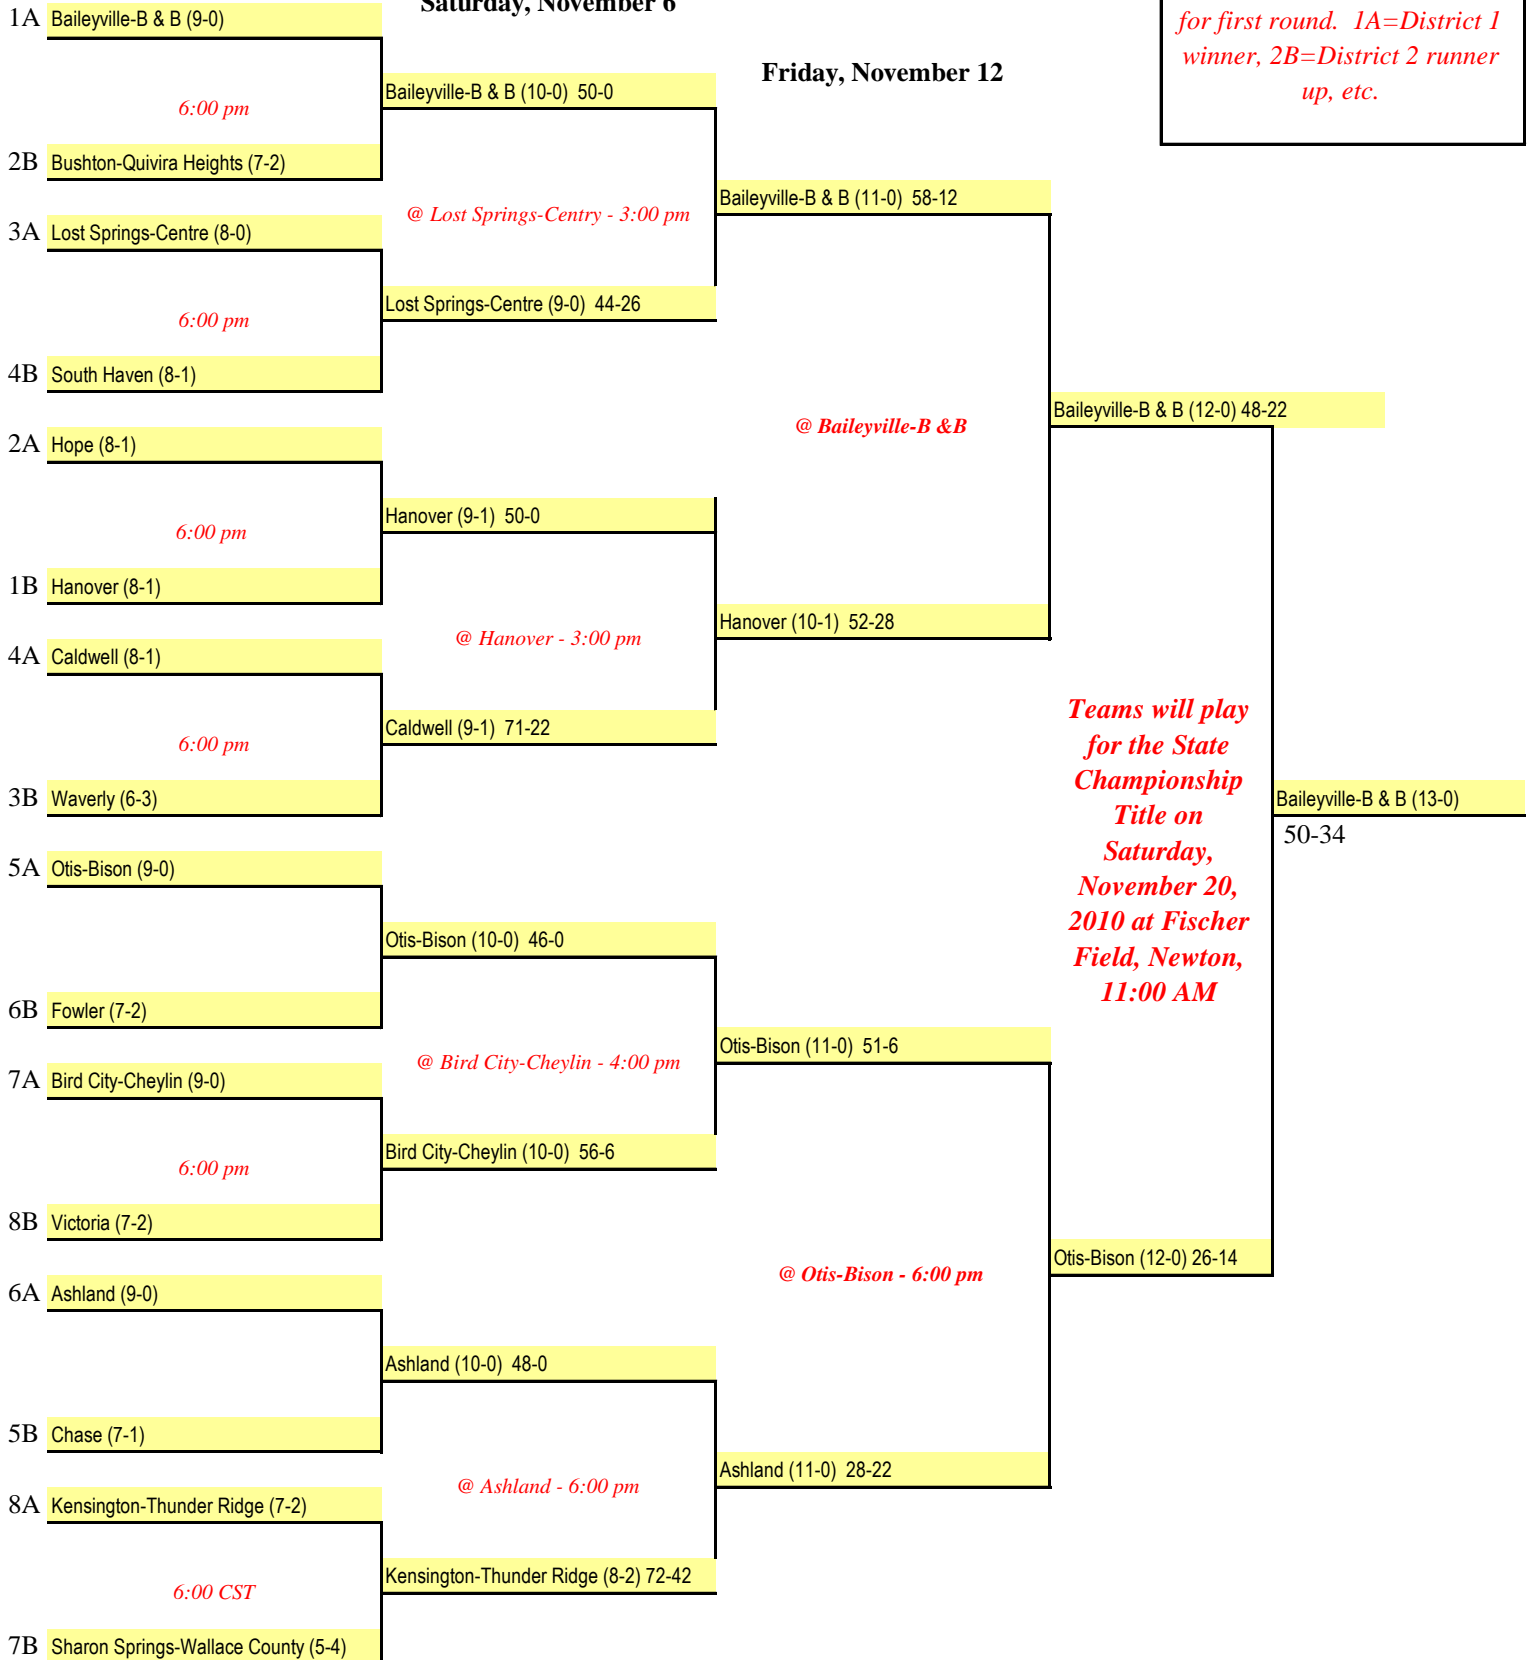 Saturday, November 6
Friday, November 12
for first round. 1A=District 1
winner, 2B=District 2 runner
up, etc.
1A Baileyville-B & B (9-0)
6:00 pm
2B Bushton-Quivira Heights (7-2)
3A Lost Springs-Centre (8-0)
6:00 pm
4B South Haven (8-1)
2A Hope (8-1)
6:00 pm
1B Hanover (8-1)
4A Caldwell (8-1)
6:00 pm
3B Waverly (6-3)
5A Otis-Bison (9-0)
6B Fowler (7-2)
7A Bird City-Cheylin (9-0)
6:00 pm
8B Victoria (7-2)
6A Ashland (9-0)
5B Chase (7-1)
8A Kensington-Thunder Ridge (7-2)
6:00 CST
7B Sharon Springs-Wallace County (5-4)
Baileyville-B & B (10-0) 50-0
@ Lost Springs-Centry - 3:00 pm
Lost Springs-Centre (9-0) 44-26
Hanover (9-1) 50-0
@ Hanover - 3:00 pm
Caldwell (9-1) 71-22
Otis-Bison (10-0) 46-0
@ Bird City-Cheylin - 4:00 pm
Bird City-Cheylin (10-0) 56-6
Ashland (10-0) 48-0
@ Ashland - 6:00 pm
Kensington-Thunder Ridge (8-2) 72-42
Baileyville-B & B (11-0) 58-12
@ Baileyville-B &B
Hanover (10-1) 52-28
Otis-Bison (11-0) 51-6
@ Otis-Bison - 6:00 pm
Ashland (11-0) 28-22
Baileyville-B & B (12-0) 48-22
Teams will play
for the State
Championship
Title on
Saturday,
November 20,
2010 at Fischer
Field, Newton,
11:00 AM
Otis-Bison (12-0) 26-14
Baileyville-B & B (13-0)
50-34